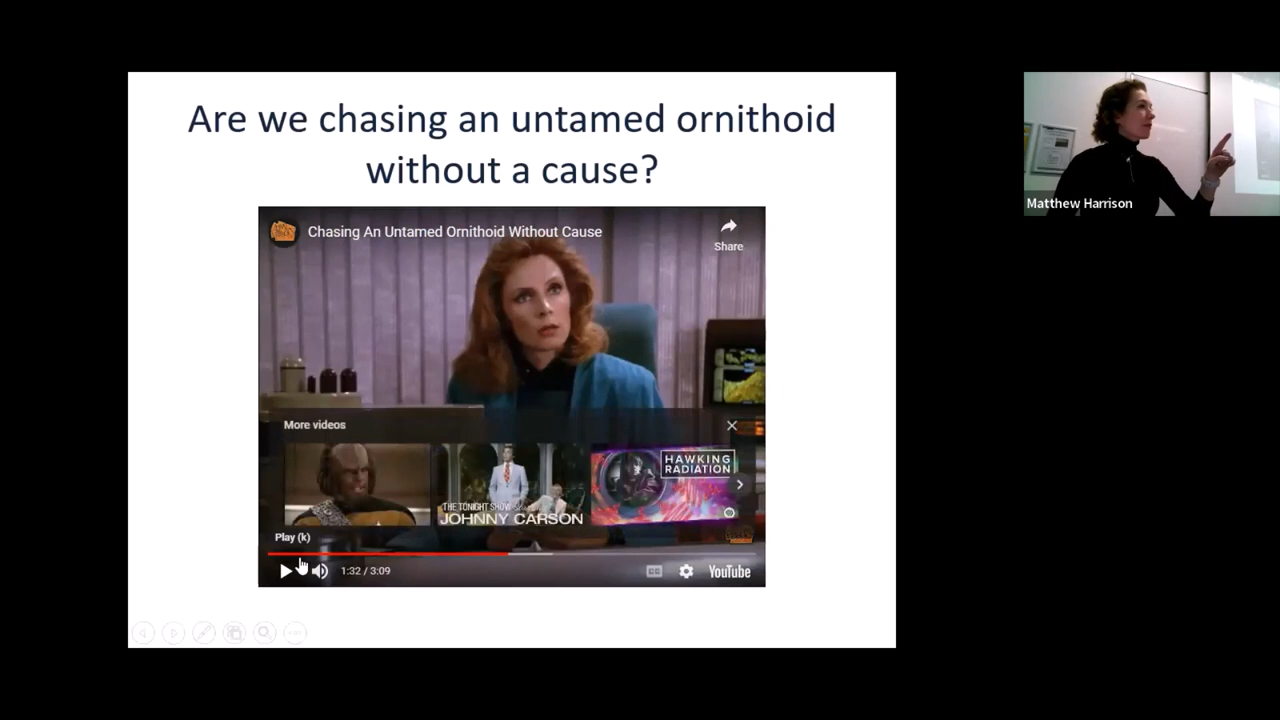 Are we chasing an untamed ornithoid
without a cause?
Chasing An Untamed Ornithoid Without Cause
Share
Matthew Harrison
More videos
HAWKING
RADIATION
THE TONIGHT SHOW
JOHNNY CARSON
Play (k)
1:32 / 3:09
CC
YouTube